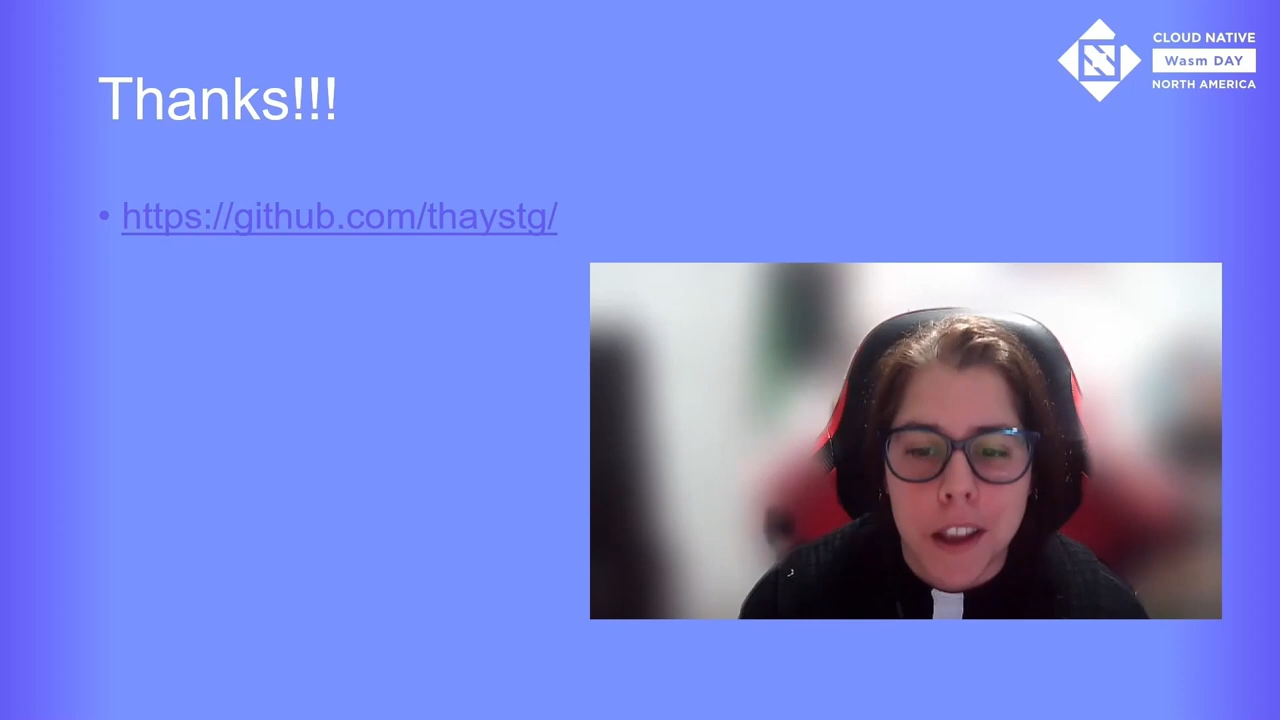 CLOUD NATIVE
Wasm DAY
NORTH AMERICA
Thanks!!!
• https://github.com/thaystg/